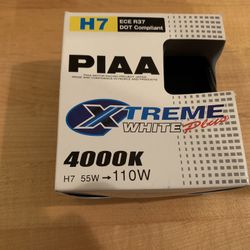 H7
ECE R37
DOT Compliant
PIAA
XTREME
WHITE Plus
4000K
H7 55W→110W